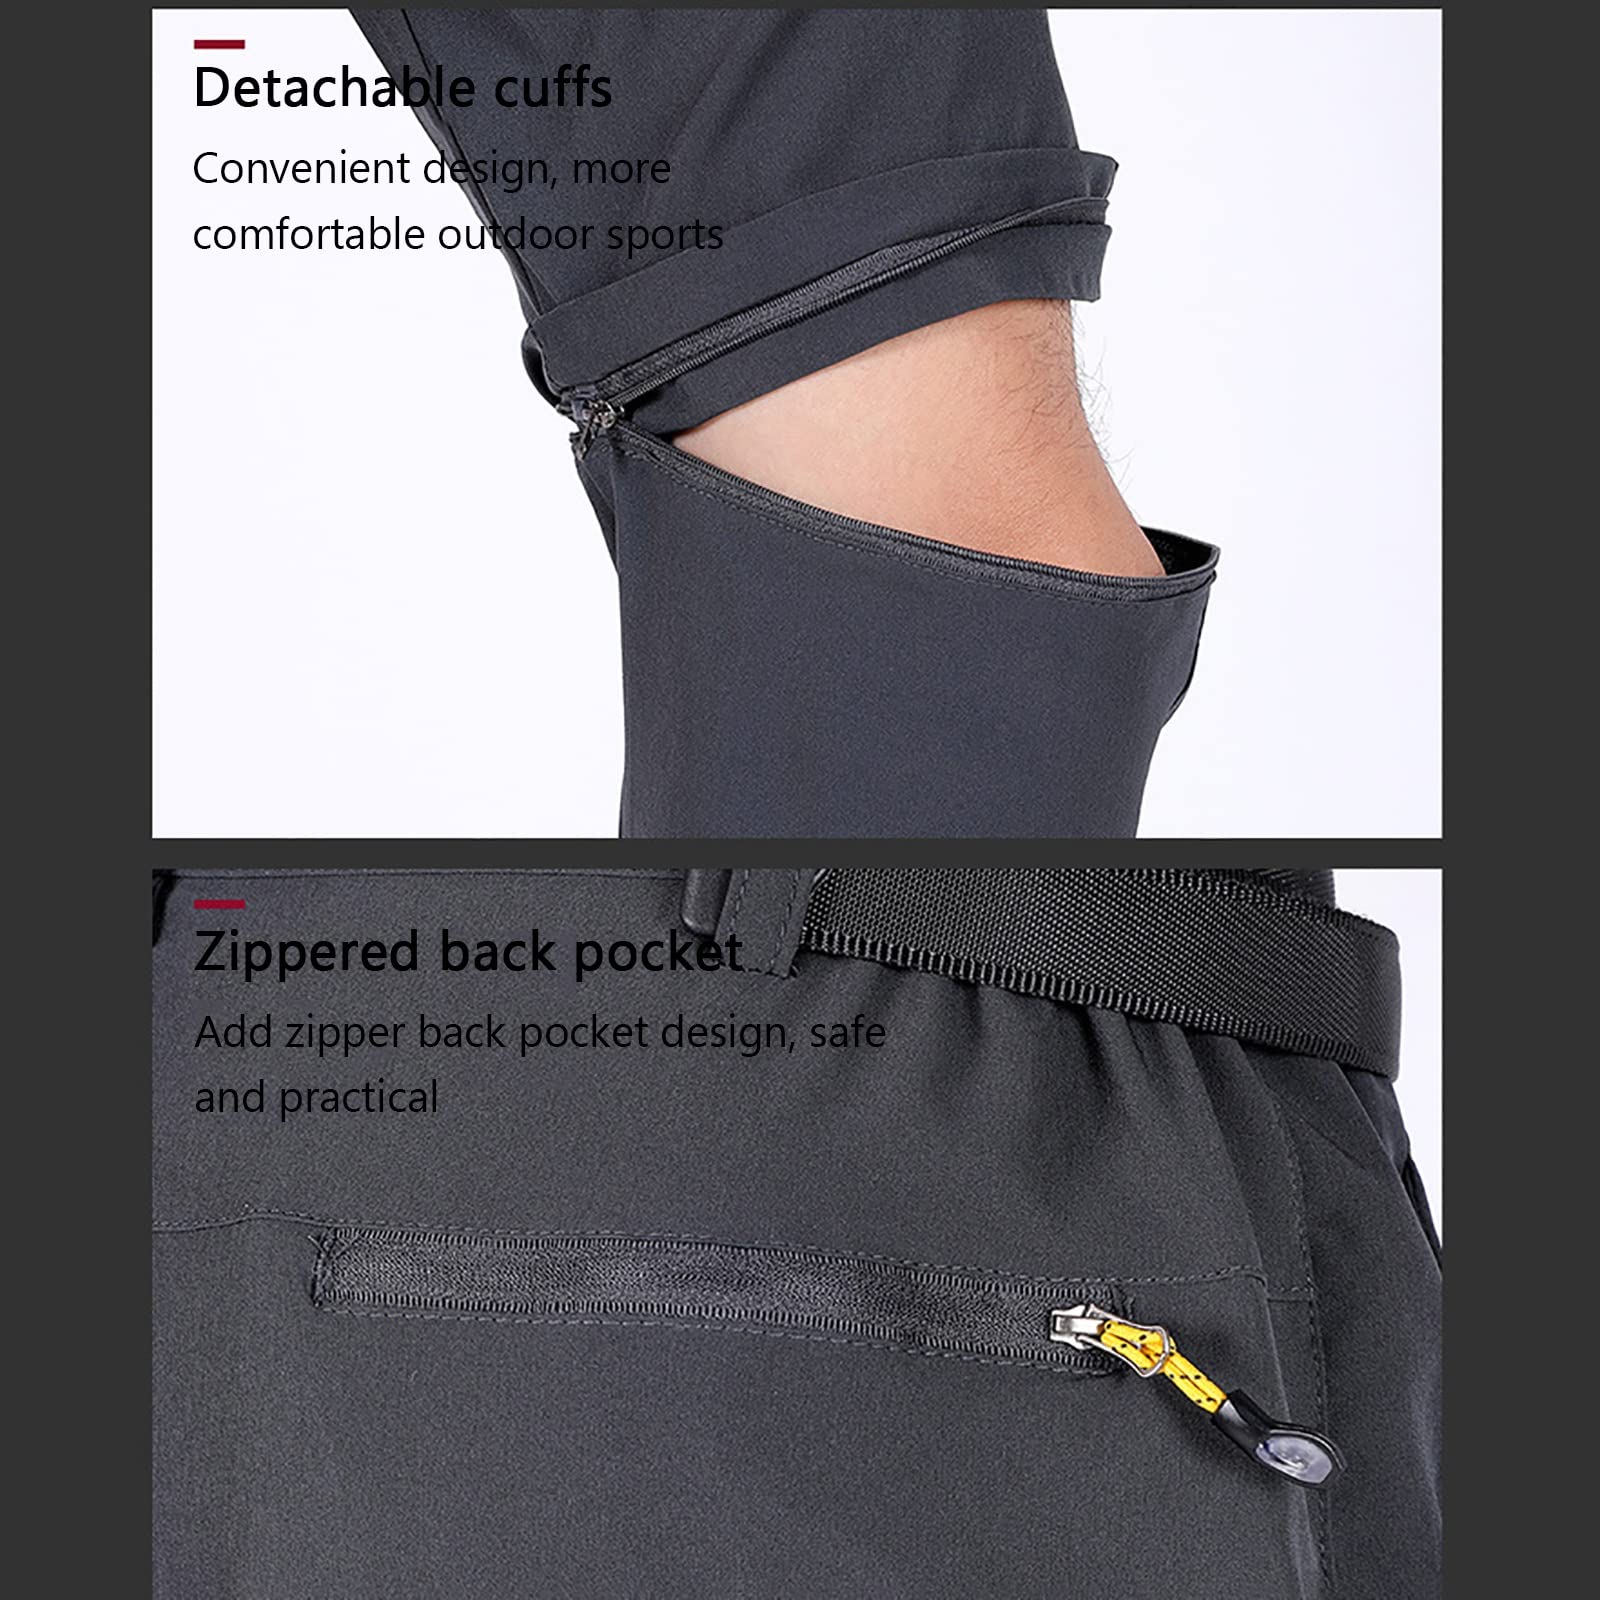 Detachable cuffs
Convenient design, more
comfortable outdoor sports
Zippered back pocket
Add zipper back pocket design, safe
and practical